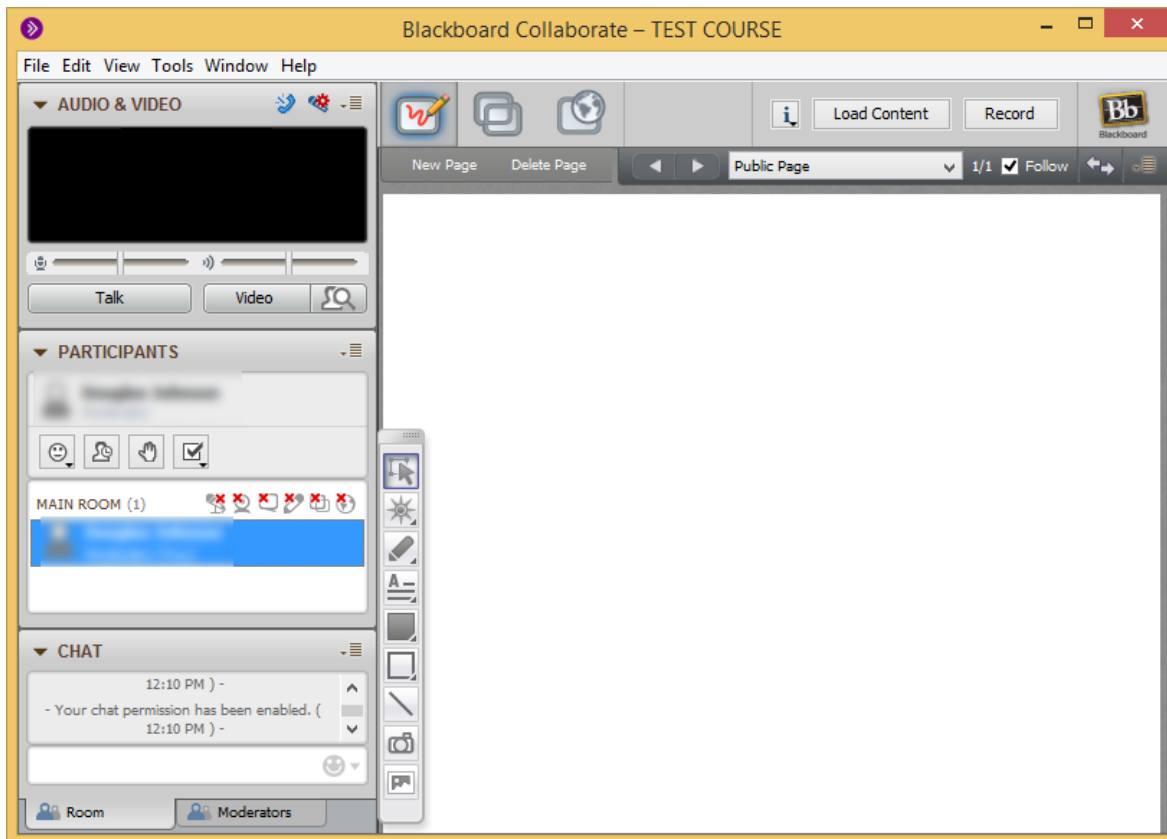 Blackboard Collaborate – TEST COURSE
File Edit View Tools Window Help
AUDIO & VIDEO
Talk
Video
PARTICIPANTS
MAIN ROOM (1)
CHAT
12:10 PM ) -
- Your chat permission has been enabled. (
12:10 PM ) -
Room
Moderators
i
Load Content
Record
Bb
Blackboard
New Page
Delete Page
Public Page
1/1
Follow
A